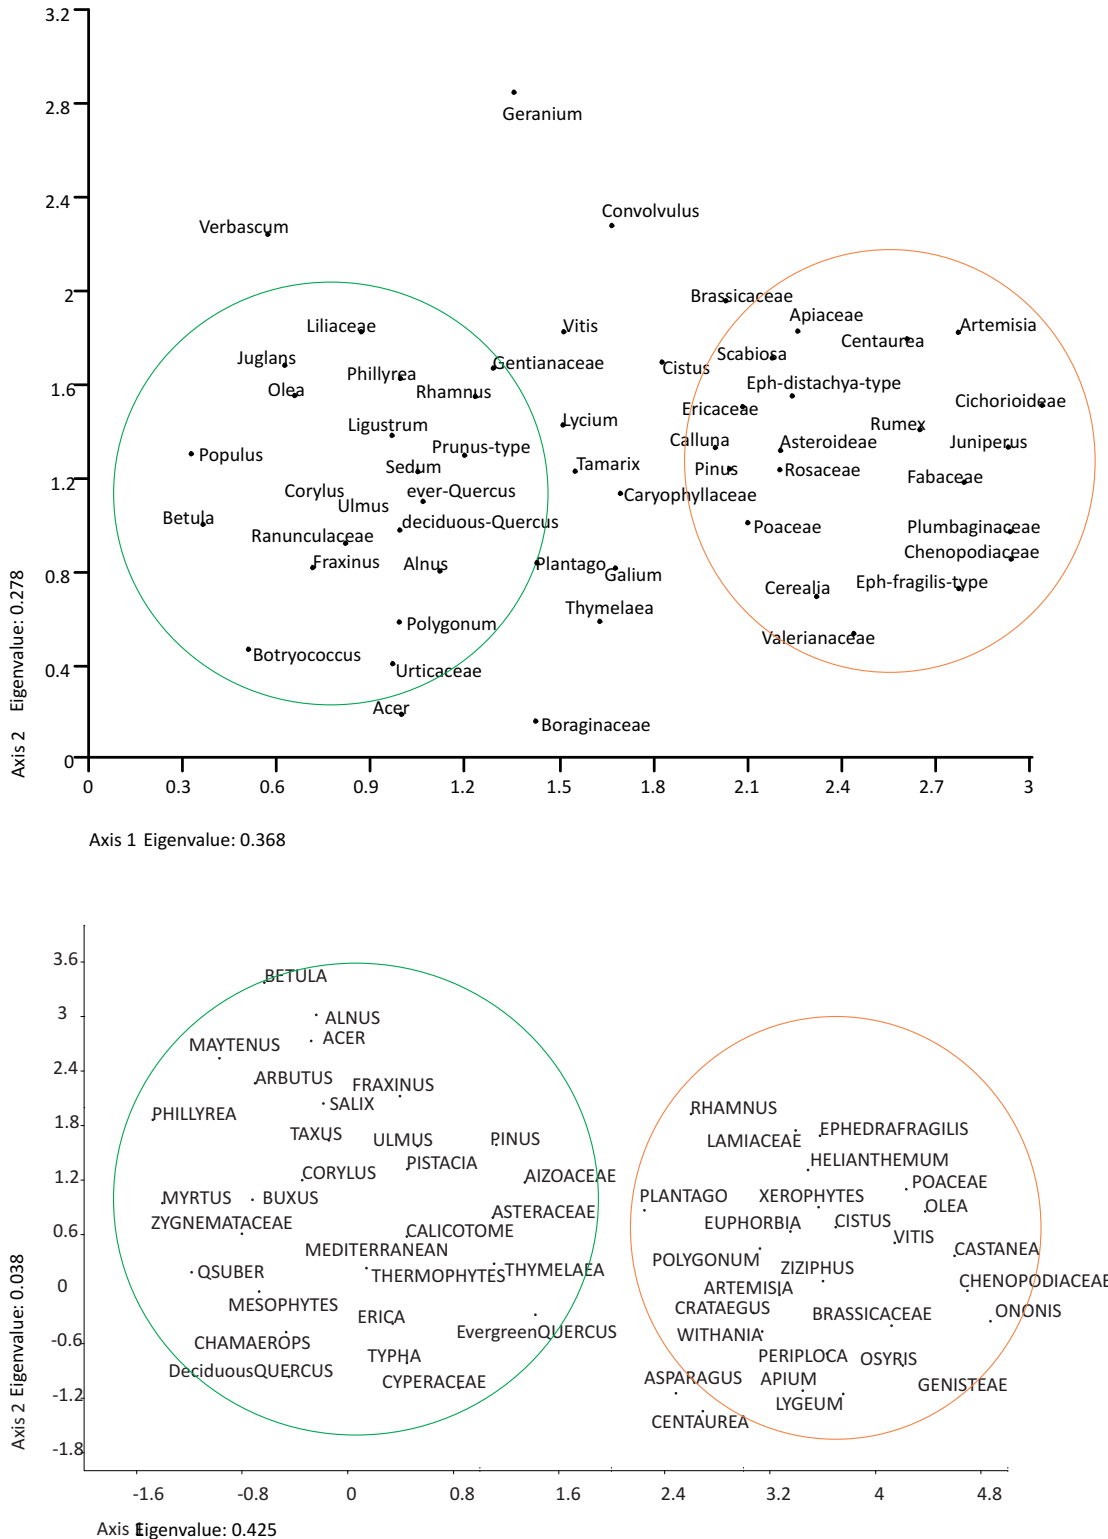 3.2
2.8
Geranium
2.4
Convolvulus
Verbascum
2
Brassicaceae
Apiaceae
Liliaceae
Vitis
Artemisia
Centaurea
Scabiosa
Juglans
Gentianaceae
Cistus
Phillyrea
1.6
Olea
Rhamnus
Eph-distachya-type
Cichorioideae
Ericaceae
Ligustrum
Lycium
Rumex
Prunus-type
Calluna
Asteroideae
Juniperus
Populus
Sedum
Tamarix
Pinus
Rosaceae
Fabaceae
1.2
Corylus
ever-Quercus
Caryophyllaceae
Ulmus
Betula
deciduous-Quercus
Poaceae
Plumbaginaceae
Ranunculaceae
Chenopodiaceae
Fraxinus
Alnus
Plantago
Galium
0.8
Cerealia
Eph-fragilis-type
Thymelaea
Polygonum
Valerianaceae
Botryococcus
0.4
Urticaceae
Acer
Boraginaceae
0
Axis 2 Eigenvalue: 0.278
0 0.3 0.6 0.9 1.2 1.5 1.8 2.1 2.4 2.7 3
Axis 1 Eigenvalue: 0.368
3.6
BETULA
3
ALNUS
ACER
MAYTENUS
2.4
ARBUTUS
FRAXINUS
SALIX
PHILLYREA
RHAMNUS
1.8
TAXUS
ULMUS
PINUS
LAMIACEAE
EPHEDRAFRAGILIS
PISTACIA
HELIANTHEMUM
1.2
CORYLUS
AIZOACEAE
POACEAE
MYRTUS
BUXUS
PLANTAGO
XEROPHYTES
OLEA
ASTERACEAE
ZYGNEMATACEAE
CALICOTOME
EUPHORBIA
CISTUS
0.6
VITIS
MEDITERRANEAN
CASTANEA
POLYGONUM
QSUBER
THERMOPHYTES
THYMELAEA
ZIZIPHUS
0
ARTEMISIA
CHENOPODIACEAE
MESOPHYTES
CRATAEGUS
ERICA
BRASSICACEAE
ONONIS
-0.6
CHAMAEROPS
EvergreenQUERCUS
WITHANIA
TYPHA
PERIPLOCA
OSYRIS
DeciduousQUERCUS
CYPERACEAE
ASPARAGUS
APIUM
GENISTEAE
-1.2
LYGEUM
CENTAUREA
-1.8
Axis 2 Eigenvalue: 0.038
-1.6 -0.8 0 0.8 1.6 2.4 3.2 4 4.8
Axis 1 Eigenvalue: 0.425